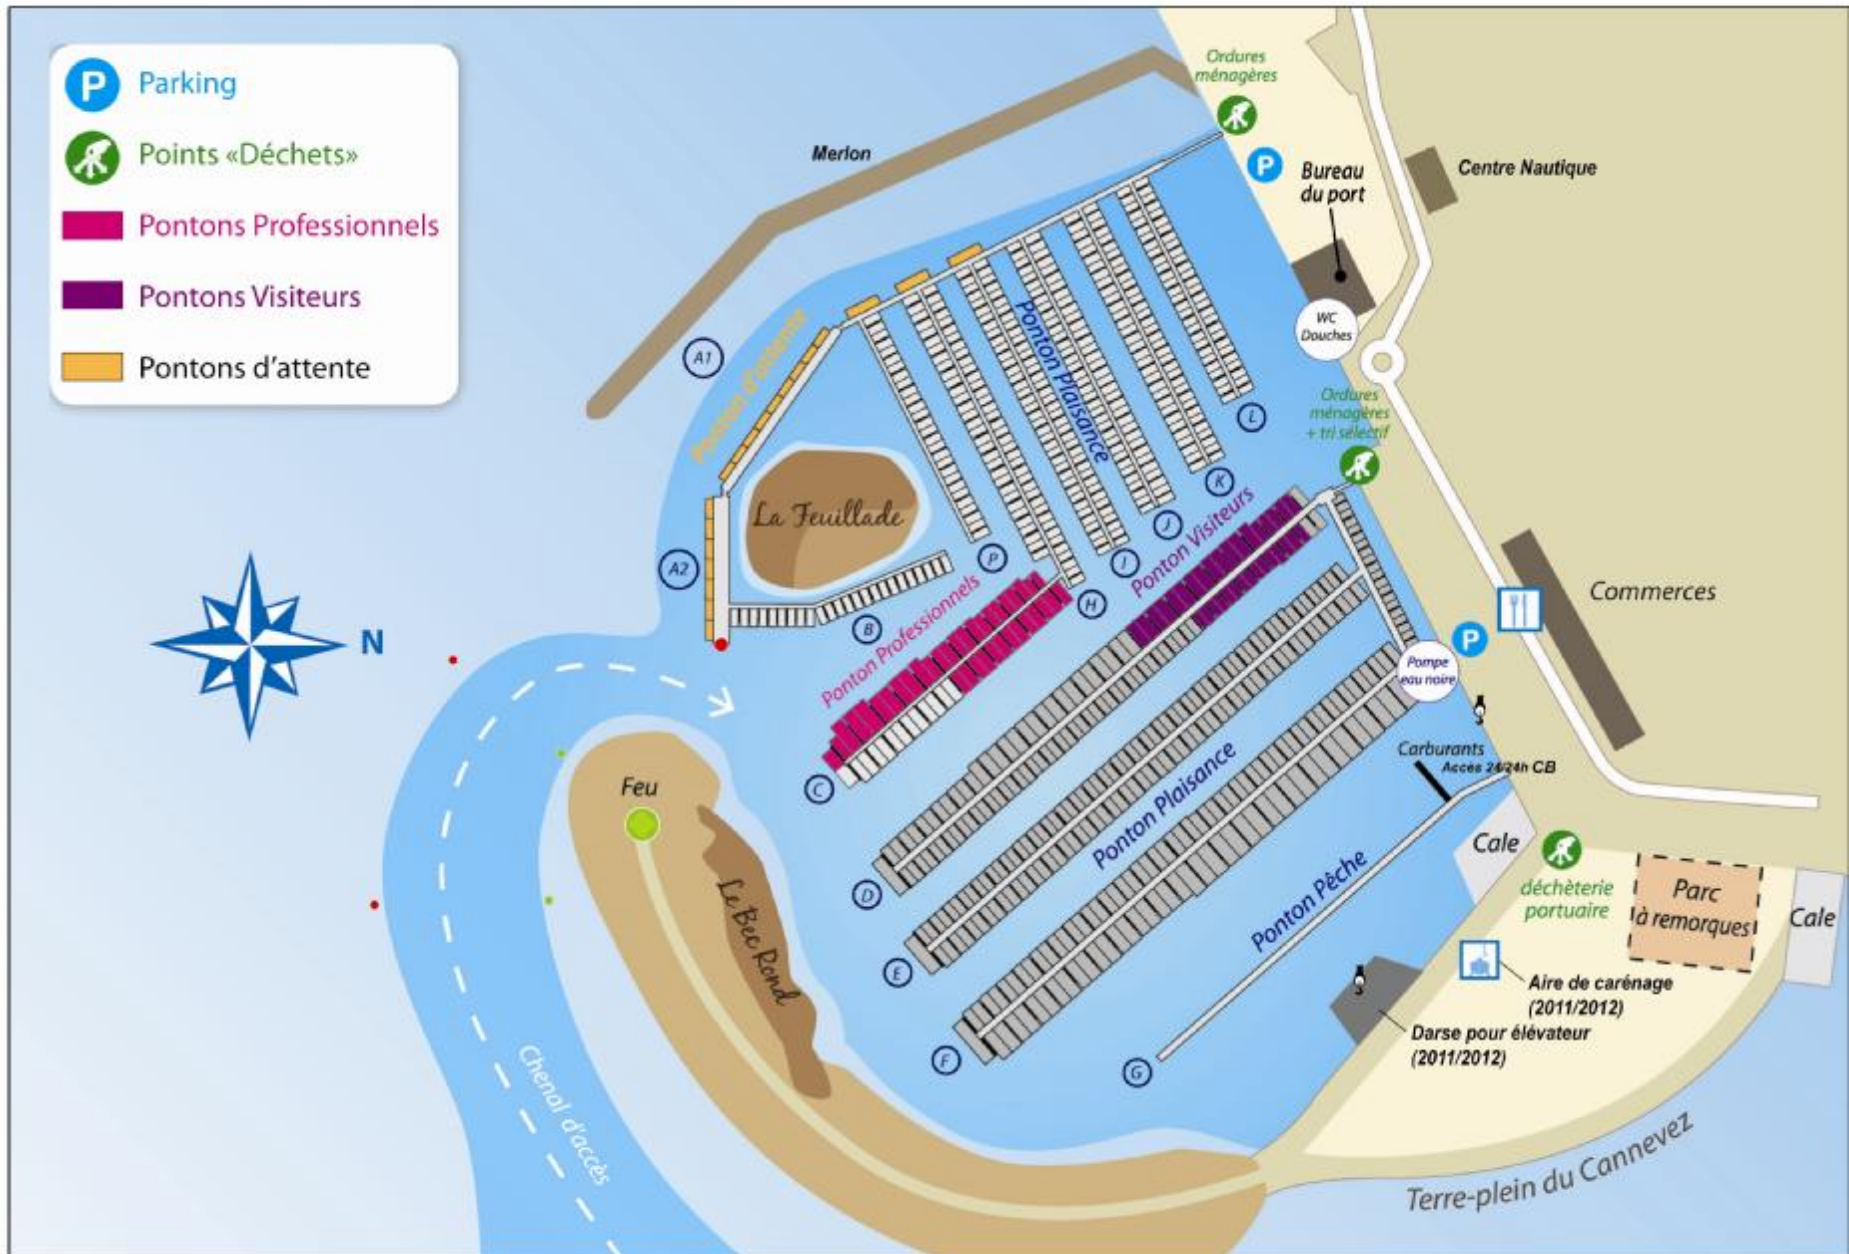 Parking
Points «Déchets»
Pontons Professionnels
Pontons Visiteurs
Pontons d'attente
Ordures
ménagères
P
Merlon
Bureau
du port
Centre Nautique
WC
Douches
A1
Ponton d'attente
Ponton Plaisance
L
Ordures
ménagères
+ tri sélectif
K
J
La Feuillade
Ponton Visiteurs
P
I
A2
H
B
Ponton Professionnels
N
Commerces
P
Pompe
eau noire
Carburants
Accès 24/24h CB
C
Feu
Ponton Plaisance
D
Cale
déchèterie
portuaire
Parc
à remorques
Cale
Le Bec Rond
Ponton Pêche
E
Aire de carénage
(2011/2012)
Darse pour élévateur
(2011/2012)
F
G
Chenal d'accès
Terre-plein du Cannevez
P